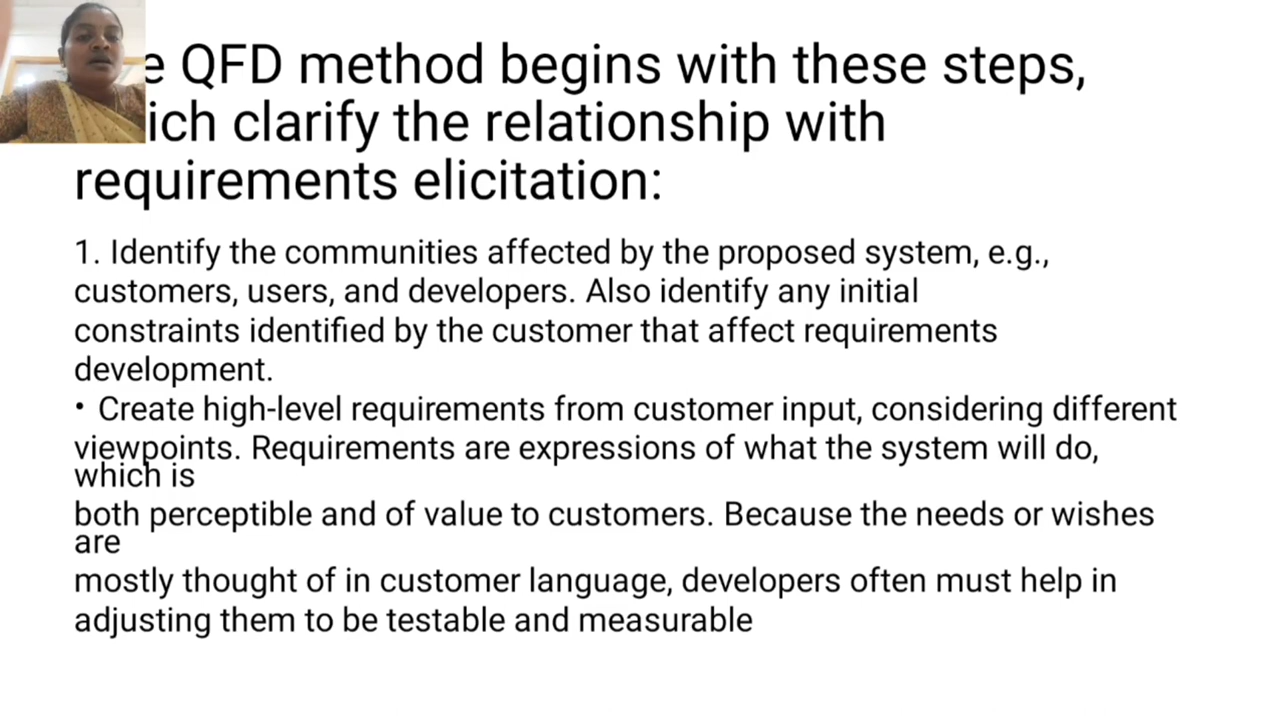 QFD method begins with these steps,
clarify the relationship with
requirements elicitation:
1. Identify the communities affected by the proposed system, e.g.,
customers, users, and developers. Also identify any initial
constraints identified by the customer that affect requirements
development.
• Create high-level requirements from customer input, considering different
viewpoints. Requirements are expressions of what the system will do,
which is
both perceptible and of value to customers. Because the needs or wishes
are
mostly thought of in customer language, developers often must help in
adjusting them to be testable and measurable